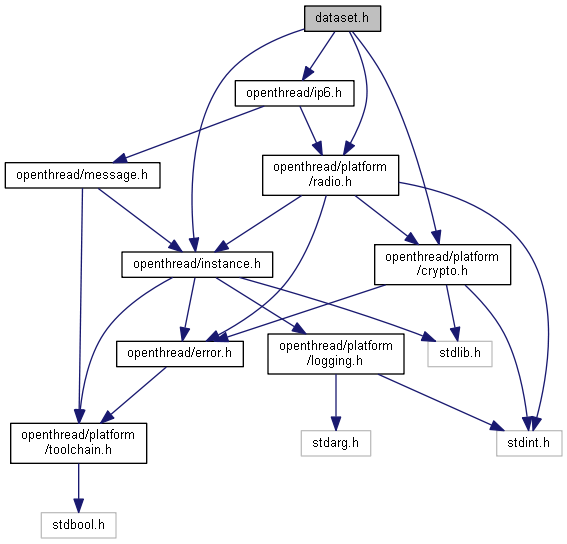 dataset.h
openthread/ip6.h
openthread/message.h
openthread/platform
/radio.h
openthread/instance.h
openthread/platform
/crypto.h
openthread/error.h
openthread/platform
/logging.h
stdlib.h
openthread/platform
/toolchain.h
stdarg.h
stdint.h
stdbool.h